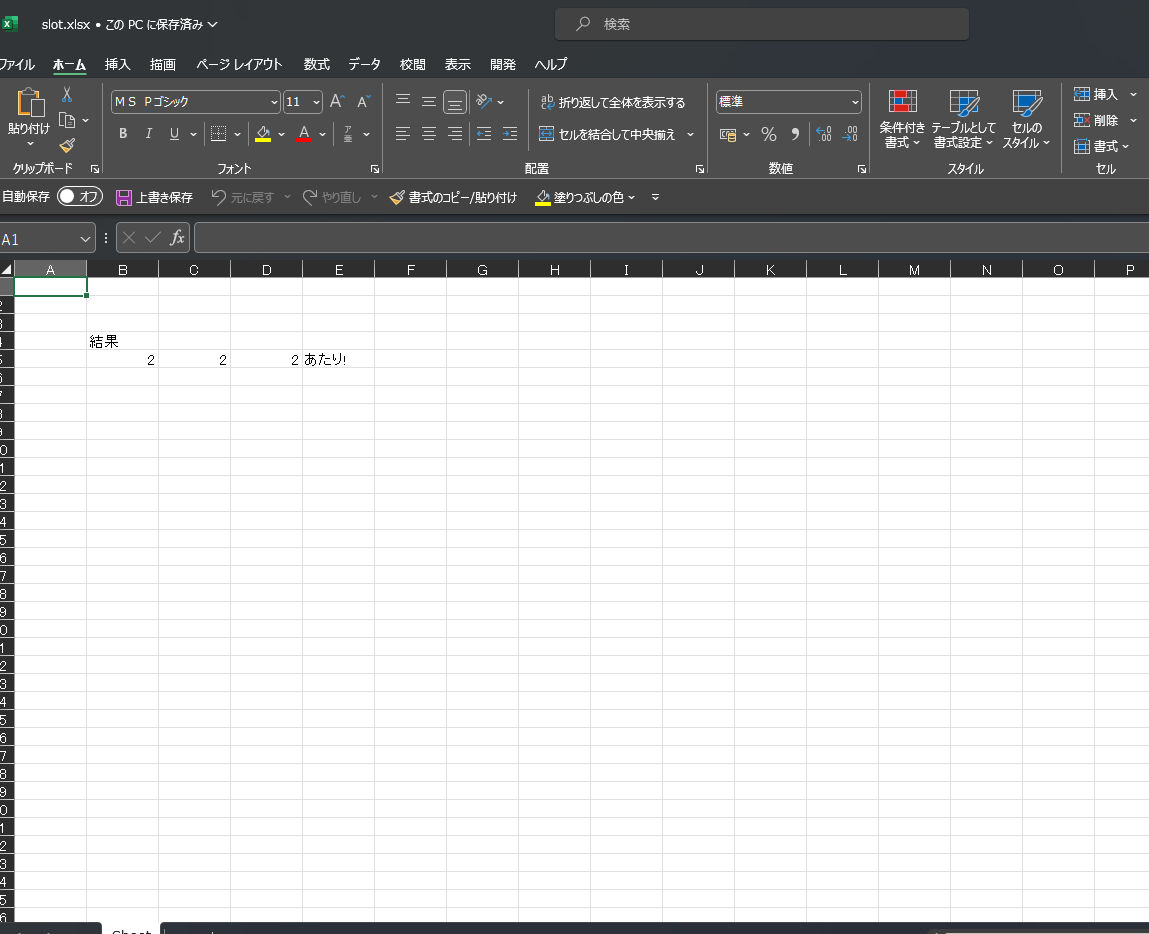 slot.xlsx • この PC に保存済み
検索
ファイル ホーム 挿入 描画 ページ レイアウト 数式 データ 校閲 表示 開発 ヘルプ
貼り付け
クリップボード
ＭＳ Ｐゴシック 11
B I U
フォント
折り返して全体を表示する
セルを結合して中央揃え
配置
標準
数値
条件付き書式
テーブルとして書式設定
セルのスタイル
スタイル
挿入
削除
書式
セル
自動保存 オフ 上書き保存 元に戻す やり直し 書式のコピー/貼り付け 塗りつぶしの色
A1 fx
A B C D E F G H I J K L M N O P
結果
2 2 2 あたり!